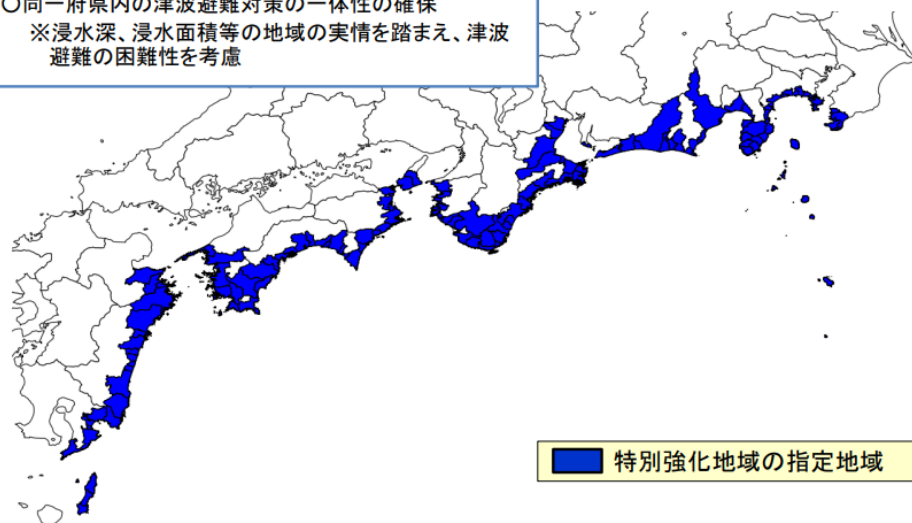 〇同一府県内の津波避難対策の一体性の確保
※浸水深、浸水面積等の地域の実情を踏まえ、津波
避難の困難性を考慮
特別強化地域の指定地域